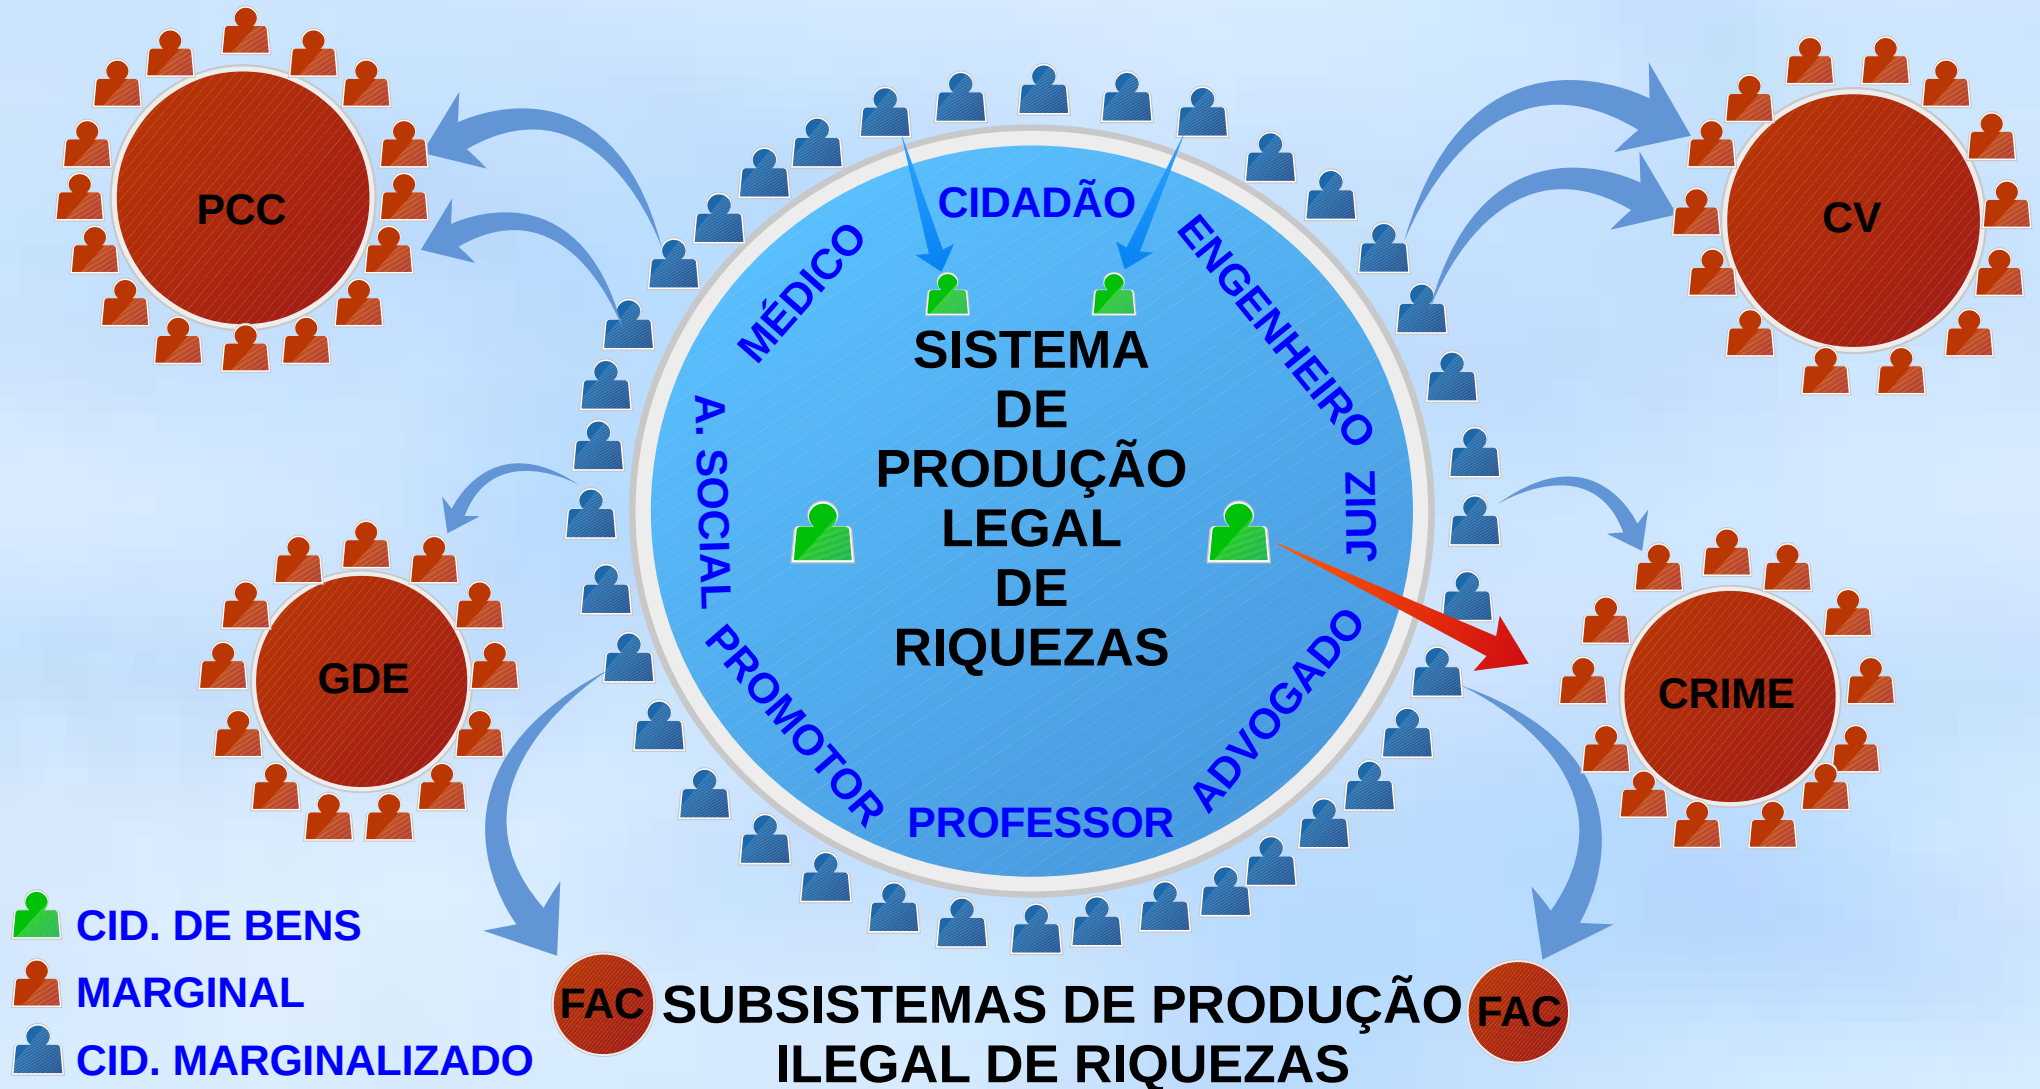 PCC
CV
CIDADÃO
MÉDICO
ENGENHEIRO
A. SOCIAL
JUIZ
SISTEMA
DE
PRODUÇÃO
LEGAL
DE
RIQUEZAS
PROMOTOR
ADVOGADO
PROFESSOR
GDE
CRIME
CID. DE BENS
MARGINAL
CID. MARGINALIZADO
FAC
SUBSISTEMAS DE PRODUÇÃO
ILEGAL DE RIQUEZAS
FAC